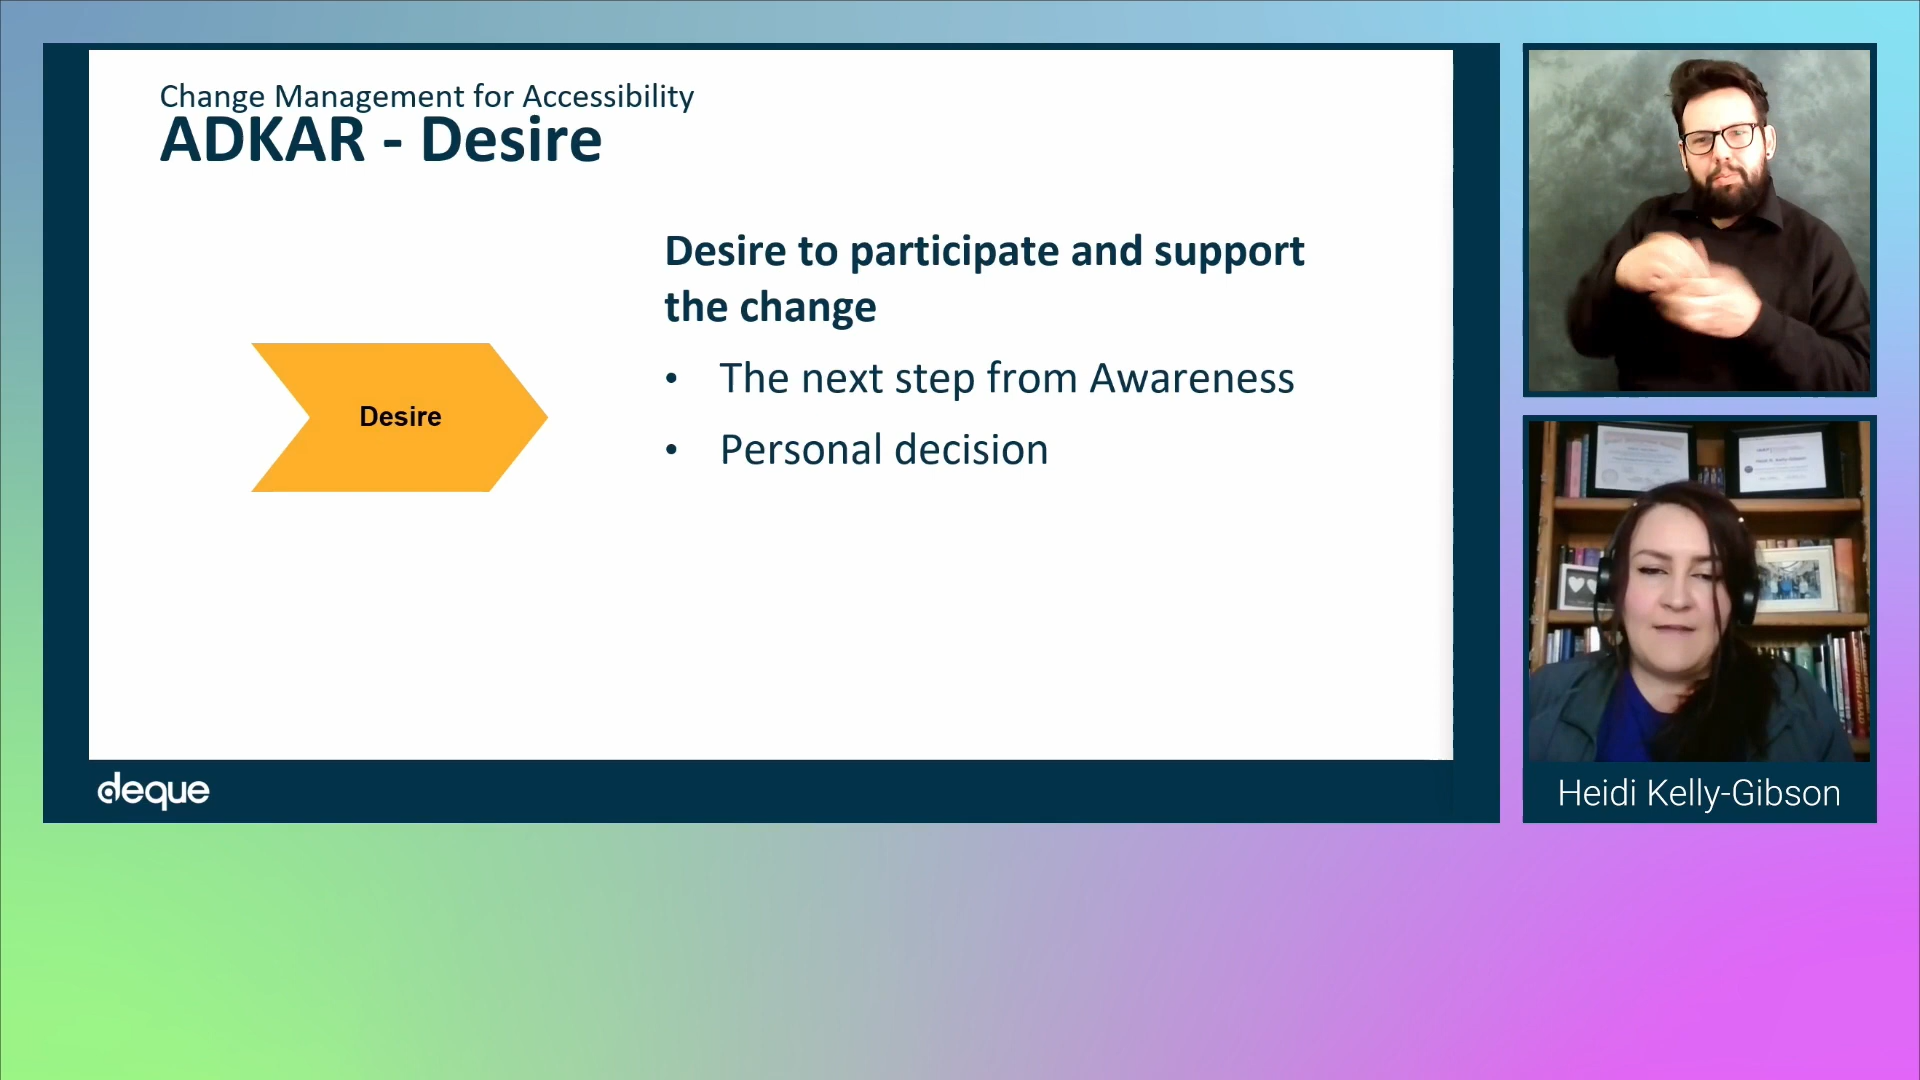 Change Management for Accessibility
ADKAR - Desire
Desire to participate and support
the change
• The next step from Awareness
• Personal decision
Desire
deque
Heidi Kelly-Gibson